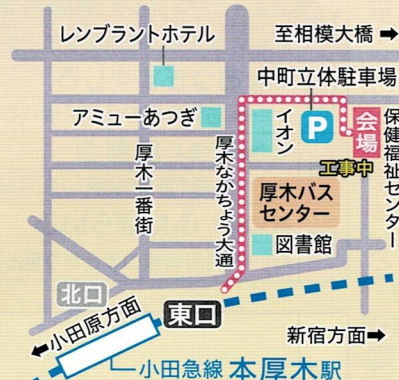 レンブラントホテル
至相模大橋➡
中町立体駐車場
アミューあつぎ
イオン
P
会場
保健福祉センター
工事中
厚木一番街
厚木なかちょう大通
厚木バス
センター
図書館
北口
東口
⬅小田原方面
新宿方面➡
小田急線 本厚木駅